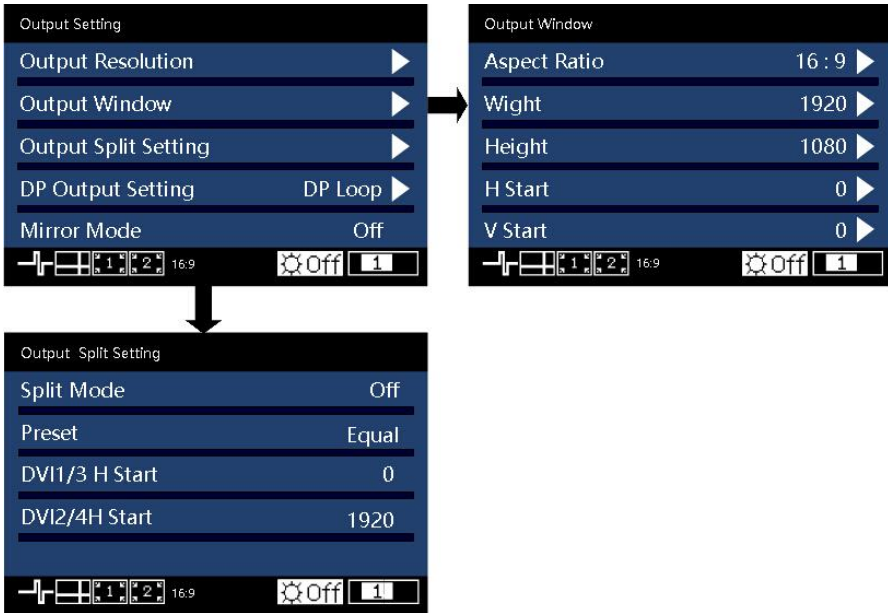 Output Setting
Output Resolution
Output Window
Output Split Setting
DP Output Setting DP Loop
Mirror Mode Off
1 2 16:9 Off 1
Output Window
Aspect Ratio 16 : 9
Wight 1920
Height 1080
H Start 0
V Start 0
1 2 16:9 Off 1
Output Split Setting
Split Mode Off
Preset Equal
DVI1/3 H Start 0
DVI2/4H Start 1920
1 2 16:9 Off 1